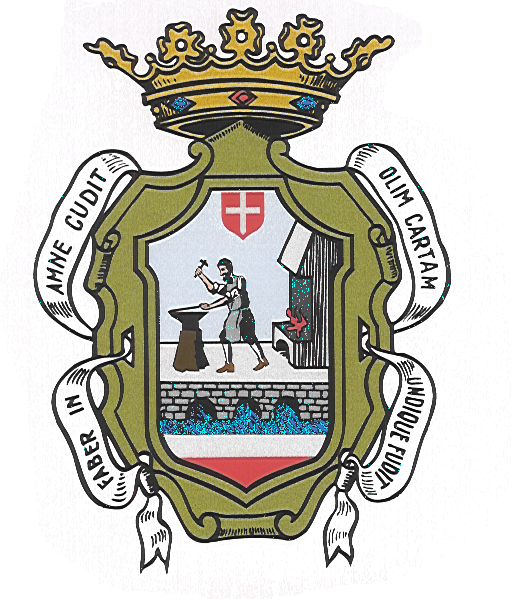 FABER IN
AMNE CUDIT
OLIM CARTAM
UNDIQUE FUDIT